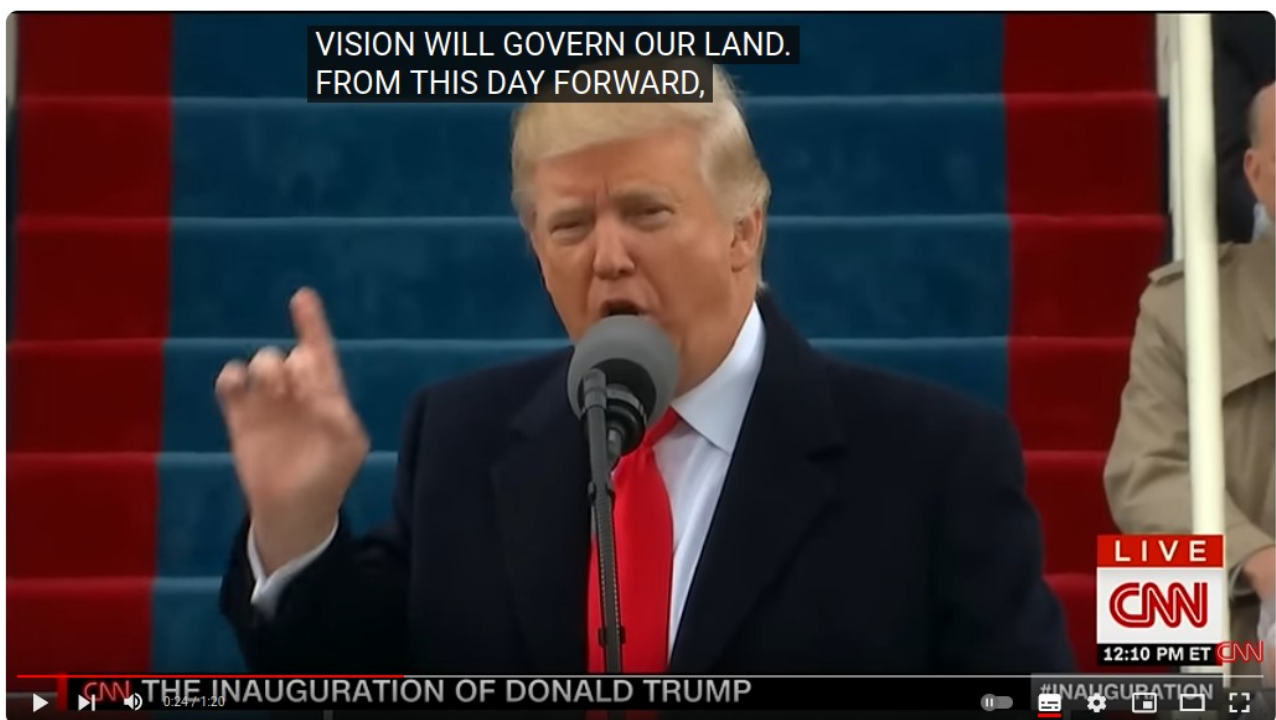 VISION WILL GOVERN OUR LAND.
FROM THIS DAY FORWARD,
LIVE
CNN
12:10 PM ET
CNN
CNN THE INAUGURATION OF DONALD TRUMP
#INAUGURATION
0:24 / 1:20